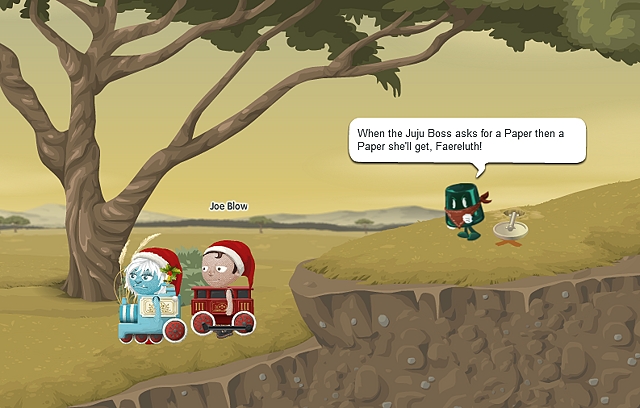 When the Juju Boss asks for a Paper then a
Paper she'll get, Faereluth!
Joe Blow